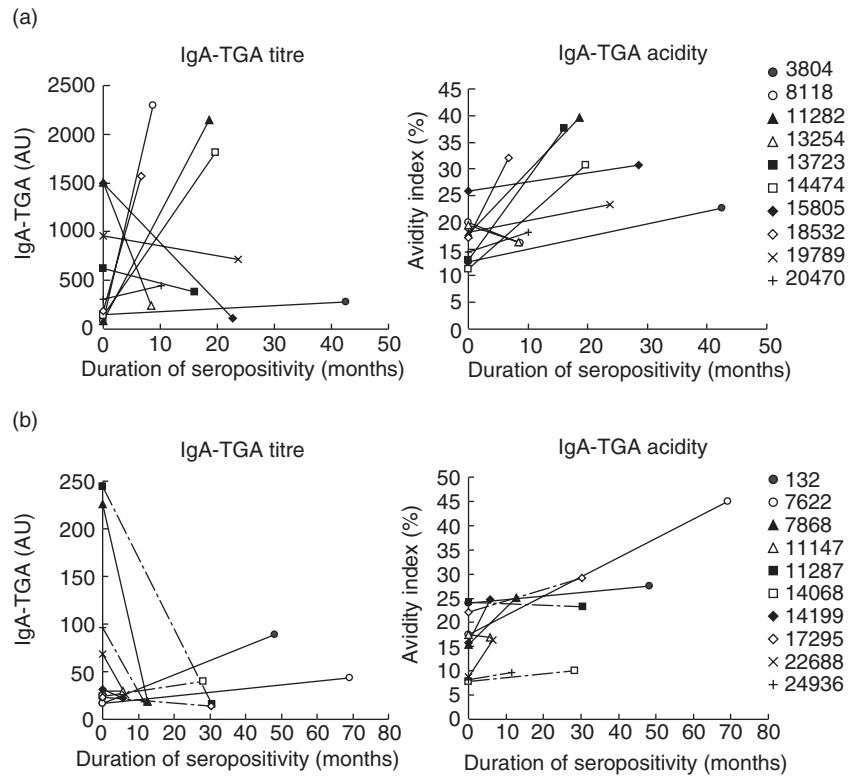 (a)
IgA-TGA titre
IgA-TGA (AU)
2500
2000
1500
1000
500
0
0 10 20 30 40 50
Duration of seropositivity (months)
IgA-TGA acidity
Avidity index (%)
45
40
35
30
25
20
15
10
5
0
0 10 20 30 40 50
Duration of seropositivity (months)
3804
8118
11282
13254
13723
14474
15805
18532
19789
20470
(b)
IgA-TGA titre
IgA-TGA (AU)
250
200
150
100
50
0
0 10 20 30 40 50 60 70 80
Duration of seropositivity (months)
IgA-TGA acidity
Avidity index (%)
50
45
40
35
30
25
20
15
10
5
0
0 10 20 30 40 50 60 70 80
Duration of seropositivity (months)
132
7622
7868
11147
11287
14068
14199
17295
22688
24936